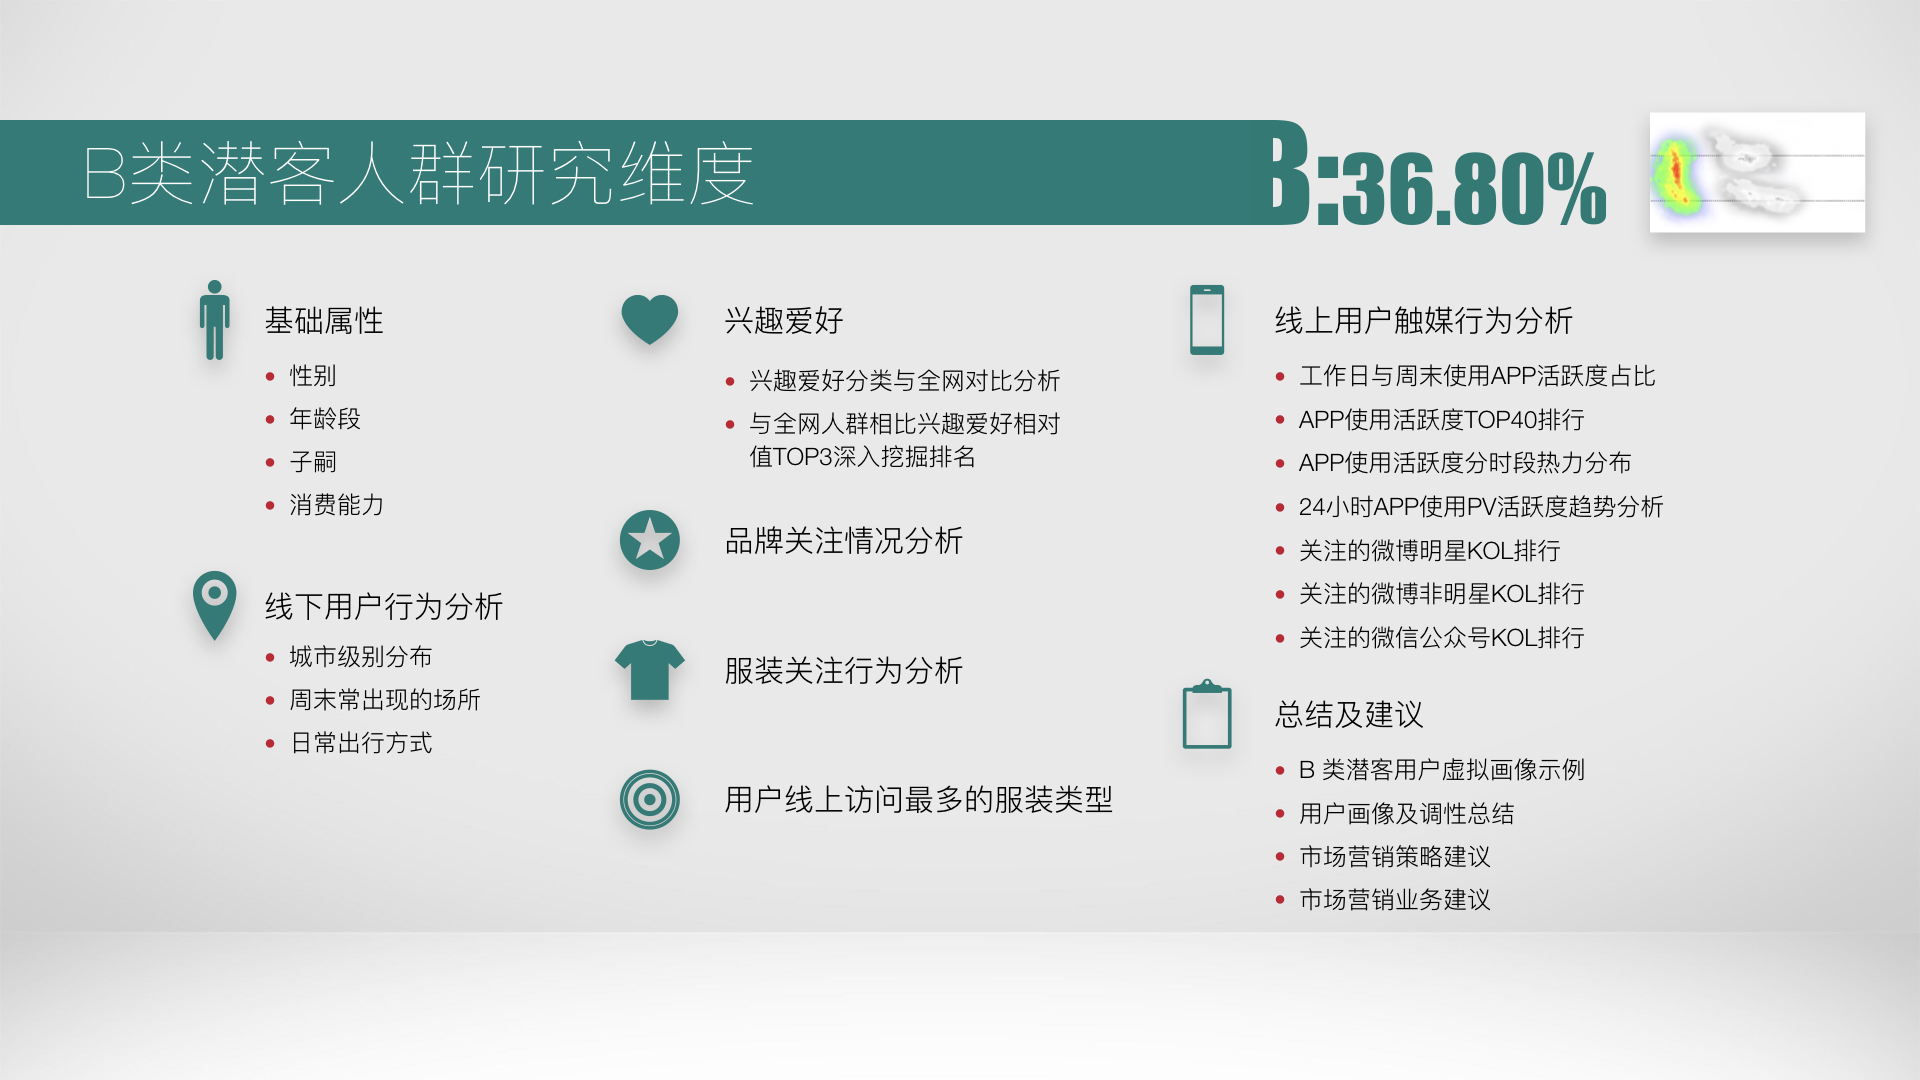 B类潜客人群研究维度
B:36.80%
基础属性
性别
年龄段
子嗣
消费能力
线下用户行为分析
城市级别分布
周末常出现的场所
日常出行方式
兴趣爱好
兴趣爱好分类与全网对比分析
与全网人群相比兴趣爱好相对
值TOP3深入挖掘排名
品牌关注情况分析
服装关注行为分析
用户线上访问最多的服装类型
线上用户触媒行为分析
工作日与周末使用APP活跃度占比
APP使用活跃度TOP40排行
APP使用活跃度分时段热力分布
24小时APP使用PV活跃度趋势分析
关注的微博明星KOL排行
关注的微博非明星KOL排行
关注的微信公众号KOL排行
总结及建议
B 类潜客用户虚拟画像示例
用户画像及调性总结
市场营销策略建议
市场营销业务建议